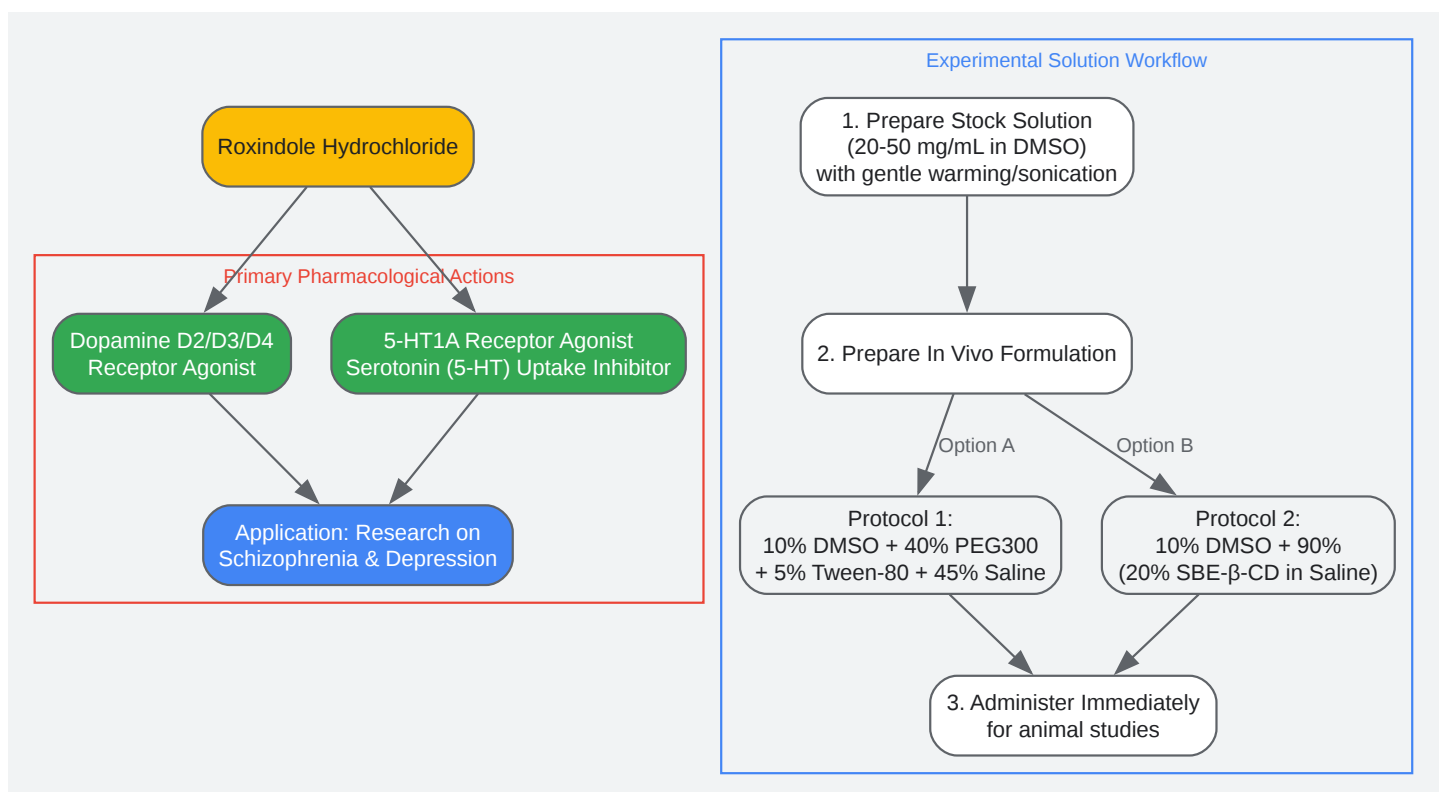 Roxindole Hydrochloride
Primary Pharmacological Actions
Dopamine D2/D3/D4
Receptor Agonist
5-HT1A Receptor Agonist
Serotonin (5-HT) Uptake Inhibitor
Application: Research on
Schizophrenia & Depression
Experimental Solution Workflow
1. Prepare Stock Solution
(20-50 mg/mL in DMSO)
with gentle warming/sonication
2. Prepare In Vivo Formulation
Option A
Option B
Protocol 1:
10% DMSO + 40% PEG300
+ 5% Tween-80 + 45% Saline
Protocol 2:
10% DMSO + 90%
(20% SBE-β-CD in Saline)
3. Administer Immediately
for animal studies